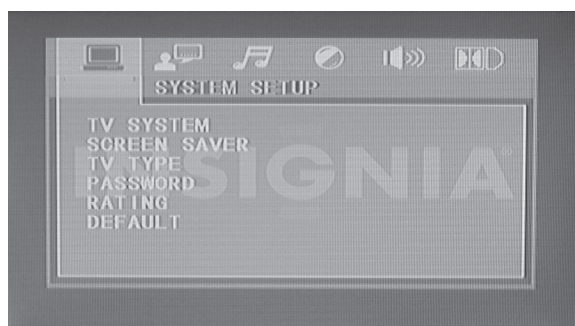 SYSTEM SETUP
TV SYSTEM
SCREEN SAVER
TV TYPE
PASSWORD
RATING
DEFAULT
INSIGNIA®